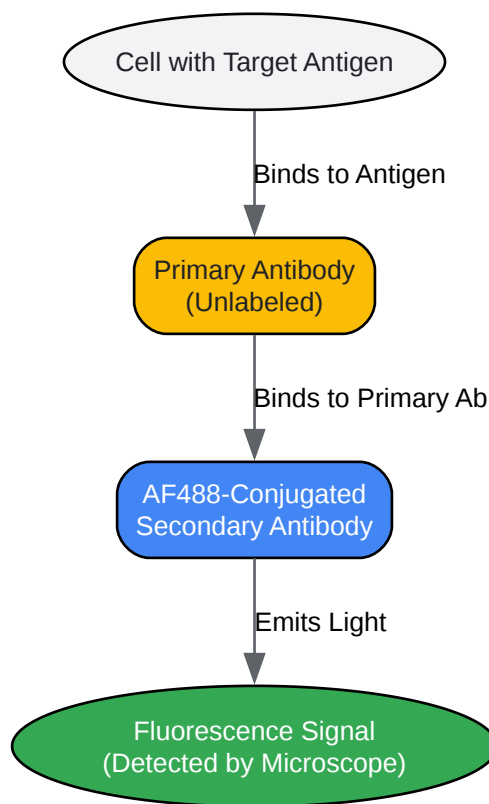 Cell with Target Antigen
Binds to Antigen
Primary Antibody
(Unlabeled)
Binds to Primary Ab
AF488-Conjugated
Secondary Antibody
Emits Light
Fluorescence Signal
(Detected by Microscope)